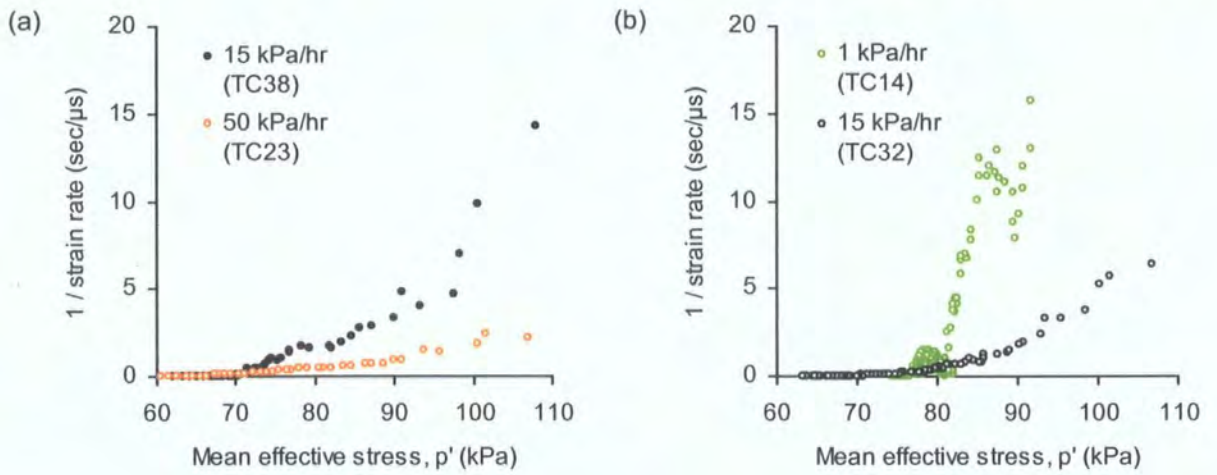 (a)
1 / strain rate (sec/µs)
20
15
10
5
0
15 kPa/hr
(TC38)
50 kPa/hr
(TC23)
60 70 80 90 100 110
Mean effective stress, p' (kPa)
(b)
1 / strain rate (sec/µs)
20
15
10
5
0
1 kPa/hr
(TC14)
15 kPa/hr
(TC32)
60 70 80 90 100 110
Mean effective stress, p' (kPa)